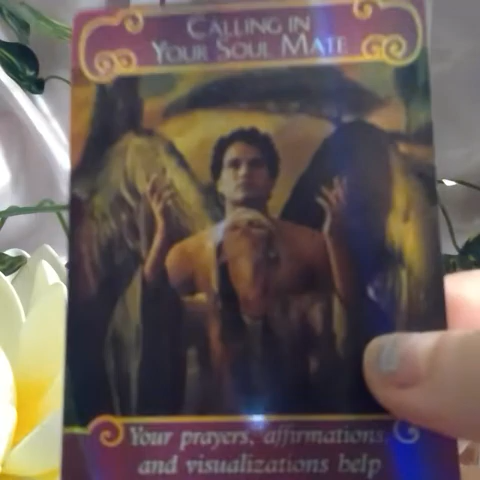 CALLING IN
YOUR SOUL MATE
Your prayers, affirmations,
and visualizations help